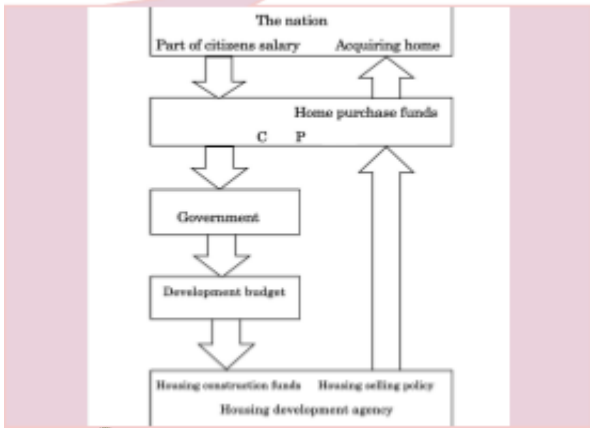 The nation
Part of citizens salary Acquiring home
Home purchase funds
C P
Government
Development budget
Housing construction funds Housing selling policy
Housing development agency